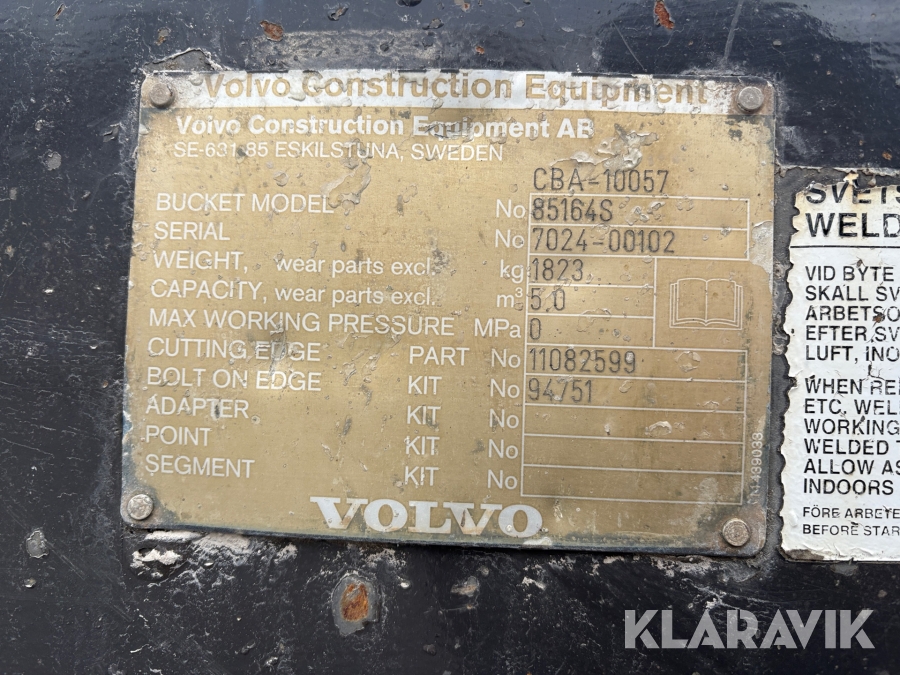 Volvo Construction Equipment
Volvo Construction Equipment AB
SE-631 85 ESKILSTUNA, SWEDEN
CBA-10057
BUCKET MODEL No 85164S
SERIAL No 7024-00102
WEIGHT, wear parts excl. kg 1823
CAPACITY, wear parts excl. m³ 5,0
MAX WORKING PRESSURE MPa 0
CUTTING EDGE PART No 11082599
BOLT ON EDGE KIT No 94751
ADAPTER KIT No
POINT KIT No
SEGMENT KIT No
VOLVO
WELD
VID BYTE
SKALL SV
ARBETSO
EFTER SV
LUFT, INO
WHEN REP
ETC. WEL
WORKING
WELDED T
ALLOW AS
INDOORS
FÖRE ARBETE
BEFORE STAR
KLARAVIK